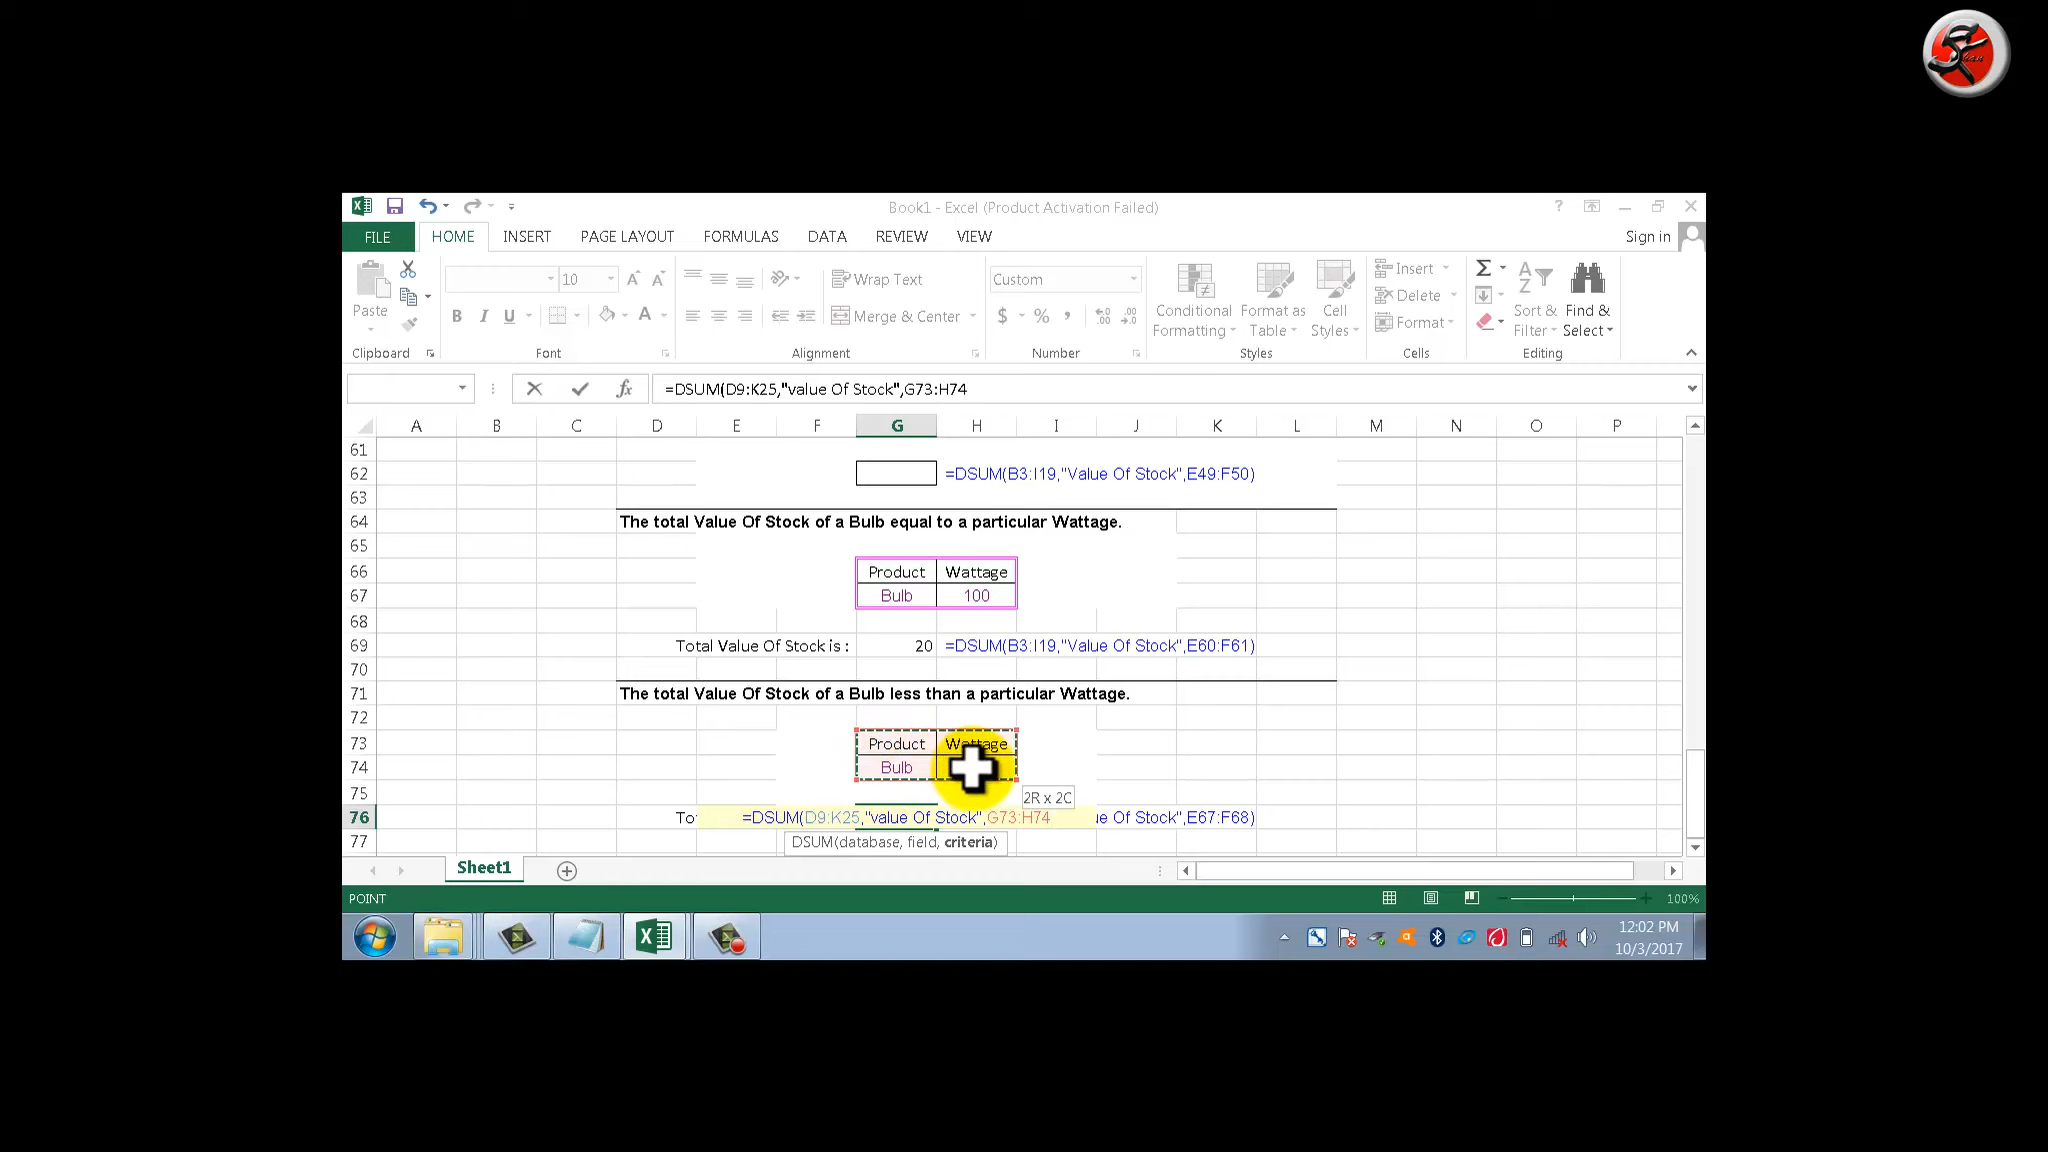 Book1 - Excel (Product Activation Failed)
FILE HOME INSERT PAGE LAYOUT FORMULAS DATA REVIEW VIEW Sign in
10 Wrap Text Custom Insert
Paste Conditional Format as Cell Delete Sort & Find &
B I U A Merge & Center $ % Formatting Table Styles Format Filter Select
Clipboard Font Alignment Number Styles Cells Editing
=DSUM(D9:K25,"value Of Stock",G73:H74
A B C D E F G H I J K L M N O P
61
62 =DSUM(B3:I19,"Value Of Stock",E49:F50)
63
64 The total Value Of Stock of a Bulb equal to a particular Wattage.
65
66 Product Wattage
67 Bulb 100
68
69 Total Value Of Stock is : 20 =DSUM(B3:I19,"Value Of Stock",E60:F61)
70
71 The total Value Of Stock of a Bulb less than a particular Wattage.
72
73 Product Wattage
74 Bulb
75 2R x 2C
76 To =DSUM(D9:K25,"value Of Stock",G73:H74 ue Of Stock",E67:F68)
77 DSUM(database, field, criteria)
Sheet1
POINT 100%
12:02 PM
10/3/2017